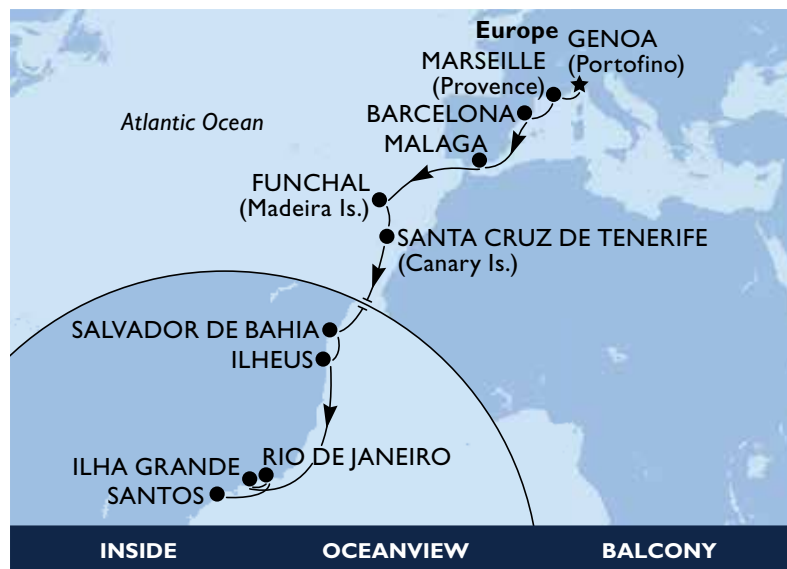 Europe
GENOA
(Portofino)
MARSEILLE
(Provence)
BARCELONA
Atlantic Ocean
MALAGA
FUNCHAL
(Madeira Is.)
SANTA CRUZ DE TENERIFE
(Canary Is.)
SALVADOR DE BAHIA
ILHEUS
RIO DE JANEIRO
ILHA GRANDE
SANTOS
INSIDE OCEANVIEW BALCONY